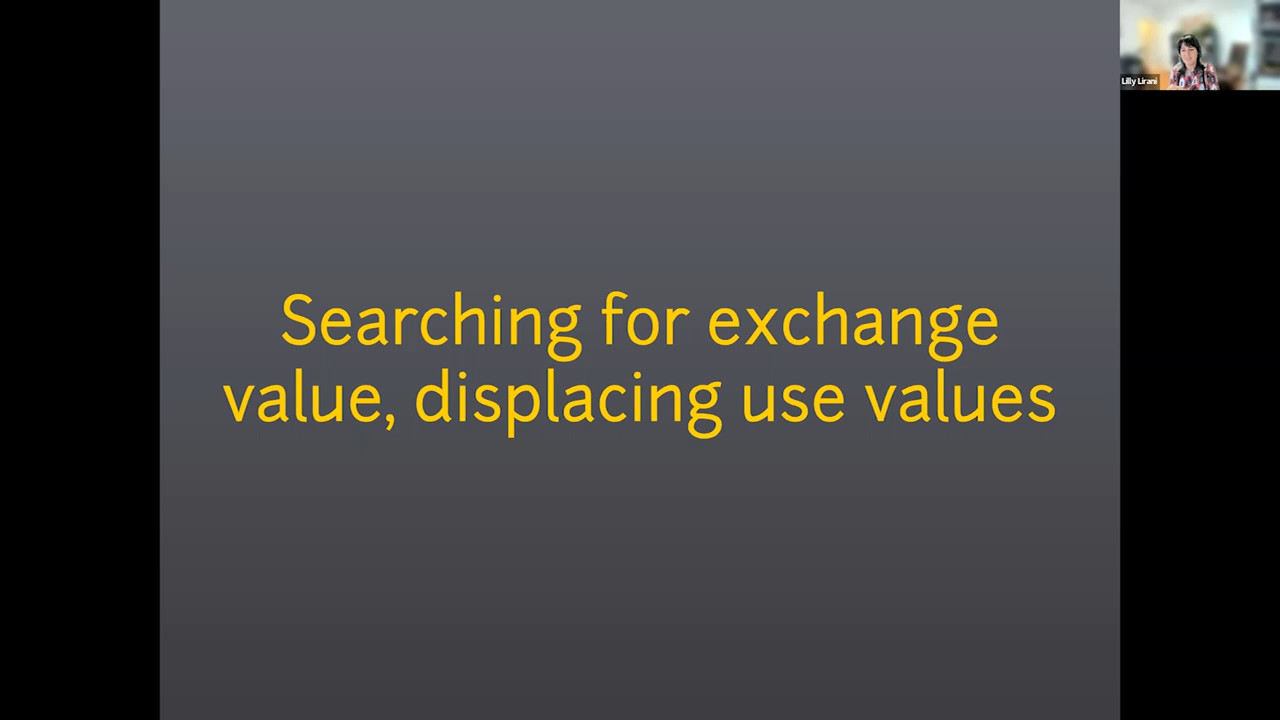 Searching for exchange
value, displacing use values
Lilly Lirani